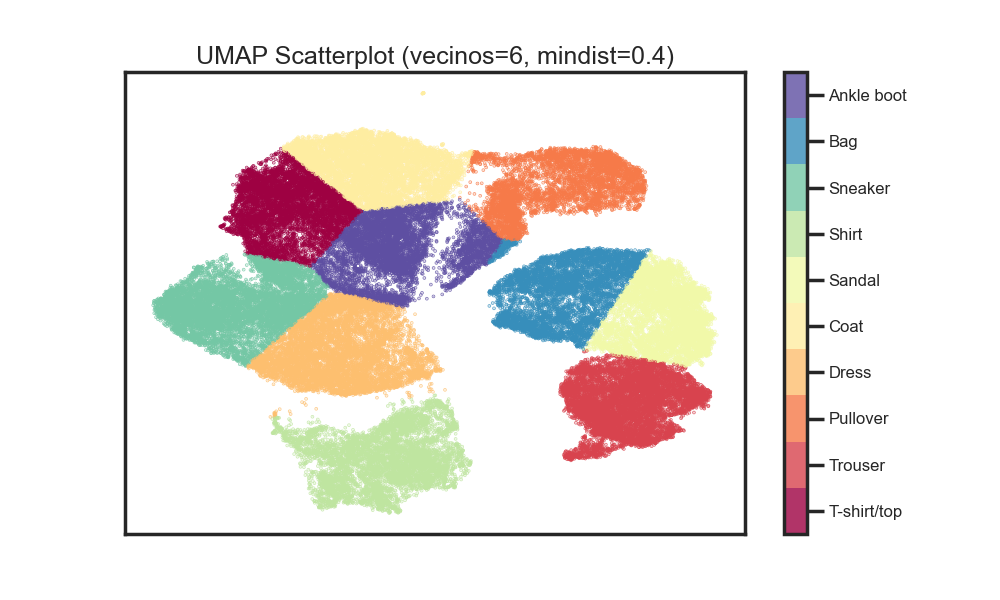 UMAP Scatterplot (vecinos=6, mindist=0.4)
Ankle boot
Bag
Sneaker
Shirt
Sandal
Coat
Dress
Pullover
Trouser
T-shirt/top